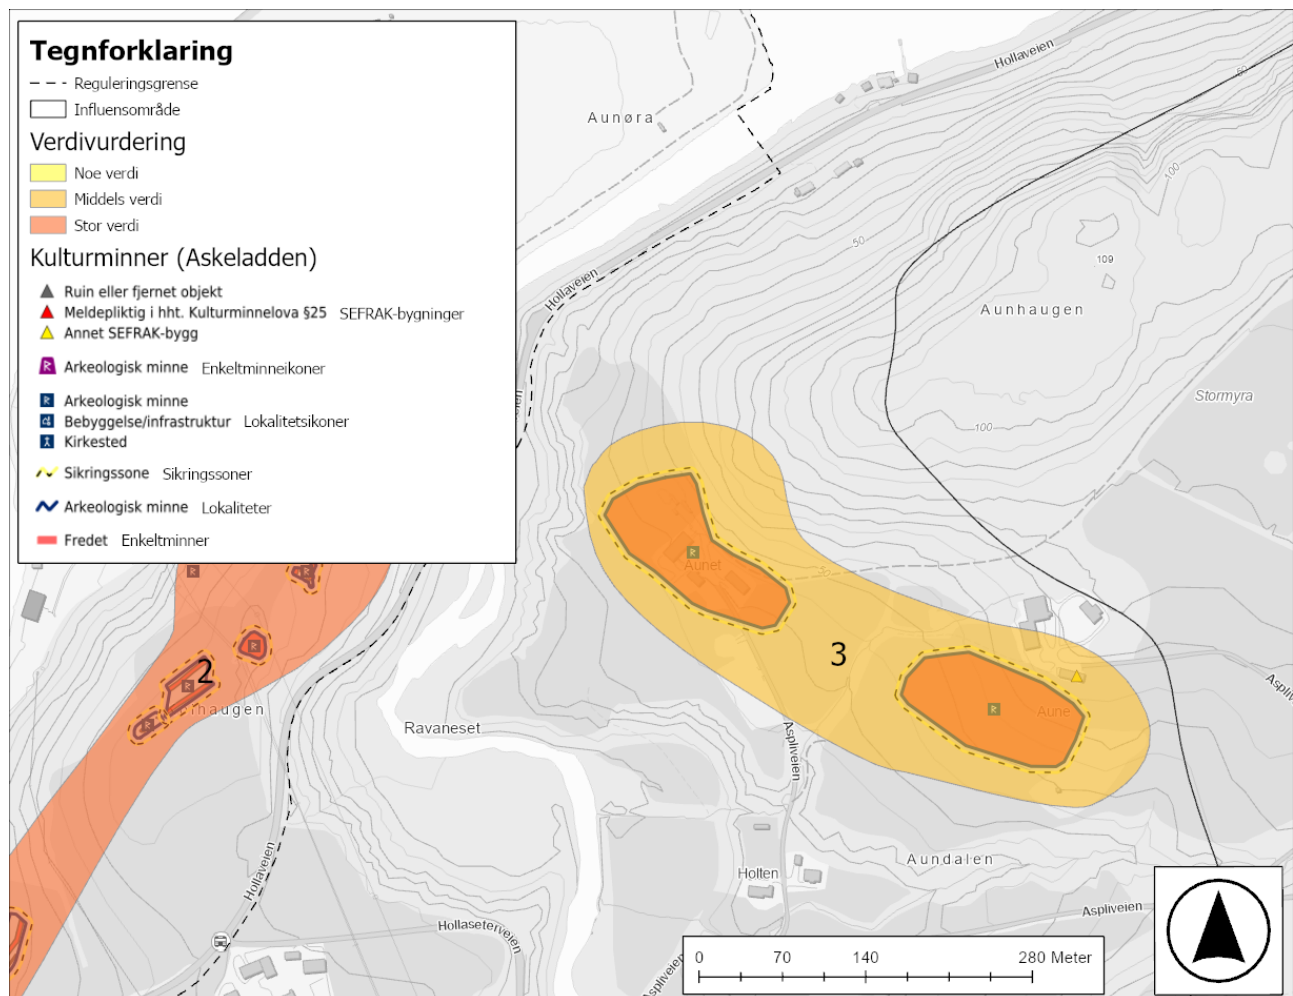 Tegnforklaring
Reguleringsgrense
Influensområde
Verdivurdering
Noe verdi
Middels verdi
Stor verdi
Kulturminner (Askeladden)
Ruin eller fjernet objekt
Meldepliktig i hht. Kulturminnelova §25 SEFRAK-bygninger
Annet SEFRAK-bygg
Arkeologisk minne Enkeltminneikoner
Arkeologisk minne
Bebyggelse/infrastruktur Lokalitetsikoner
Kirkested
Sikringssone Sikringssoner
Arkeologisk minne Lokaliteter
Fredet Enkeltminner
Hollaveien
50
Aunøra
100
50
109
Hollaveien
Aunhaugen
Stormyra
100
Aunet
50
3
2
haugen
Aune
Ravaneset
Aspliveien
Hollaveien
Aundalen
Holten
Aspliveien
Hollaseterveien
Aspliveien
0 70 140 280 Meter